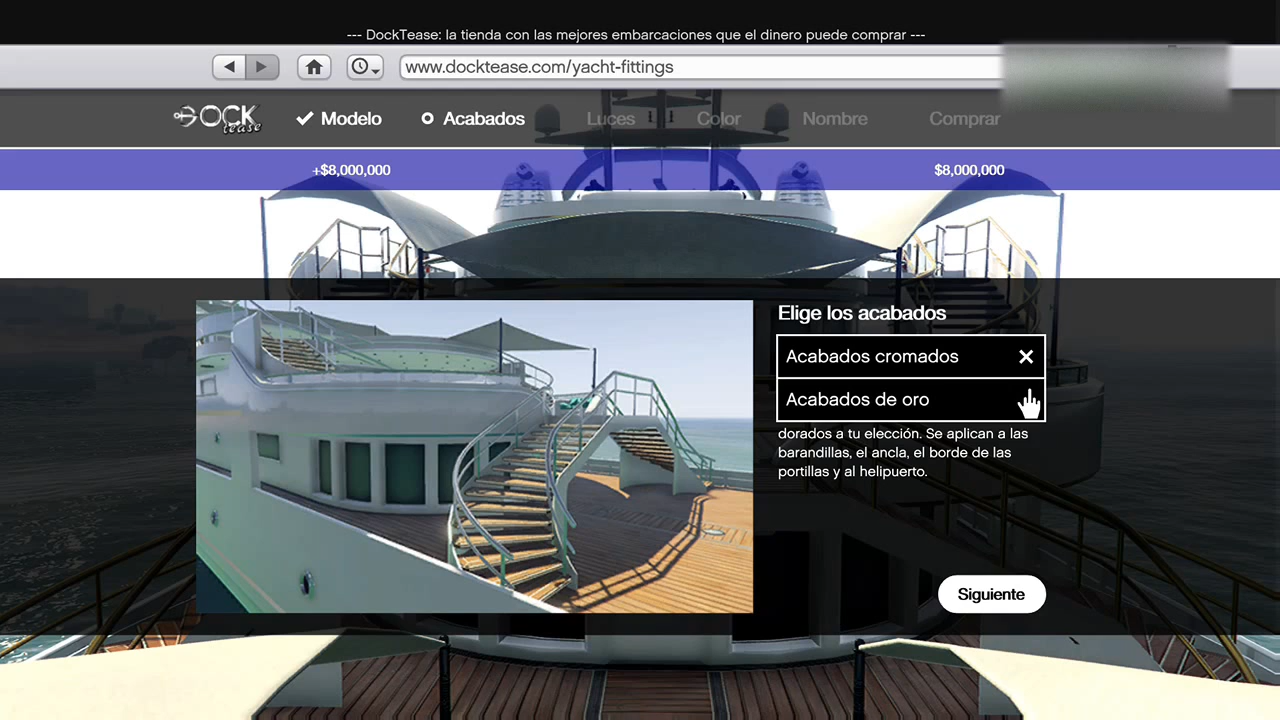 --- DockTease: la tienda con las mejores embarcaciones que el dinero puede comprar ---
www.docktease.com/yacht-fittings
DOCK
tease
Modelo
Acabados
Luces
Color
Nombre
Comprar
+$8,000,000
$8,000,000
Elige los acabados
Acabados cromados
Acabados de oro
dorados a tu elección. Se aplican a las
barandillas, el ancla, el borde de las
portillas y al helipuerto.
Siguiente